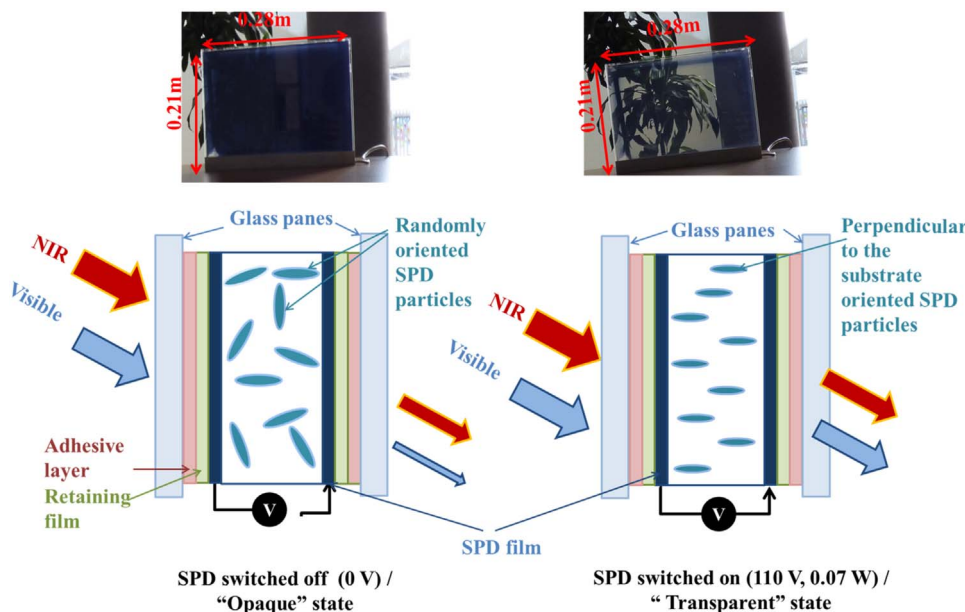 0.28m
0.21m
0.28m
0.21m
Glass panes
NIR
Visible
Randomly
oriented
SPD
particles
Adhesive
layer
Retaining
film
V
SPD film
Glass panes
NIR
Visible
Perpendicular
to the
substrate
oriented SPD
particles
V
SPD switched off (0 V) /
“Opaque” state
SPD switched on (110 V, 0.07 W) /
“ Transparent” state